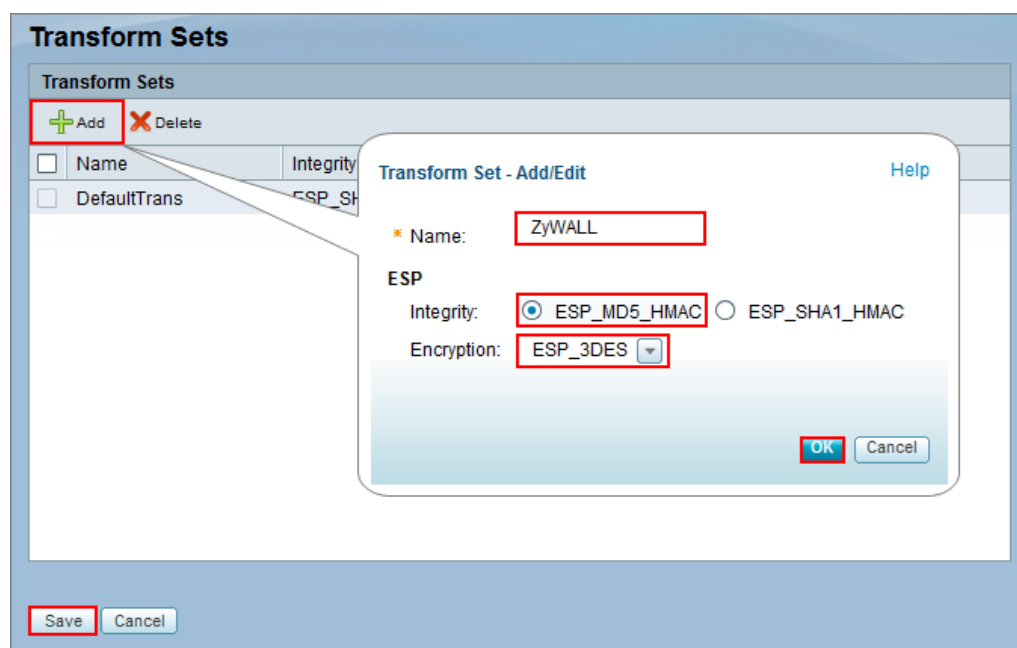 Transform Sets
Transform Sets
Add Delete
Name Integrity
DefaultTrans
Transform Set - Add/Edit Help
* Name: ZyWALL
ESP
Integrity: ESP_MD5_HMAC ESP_SHA1_HMAC
Encryption: ESP_3DES
OK Cancel
Save Cancel